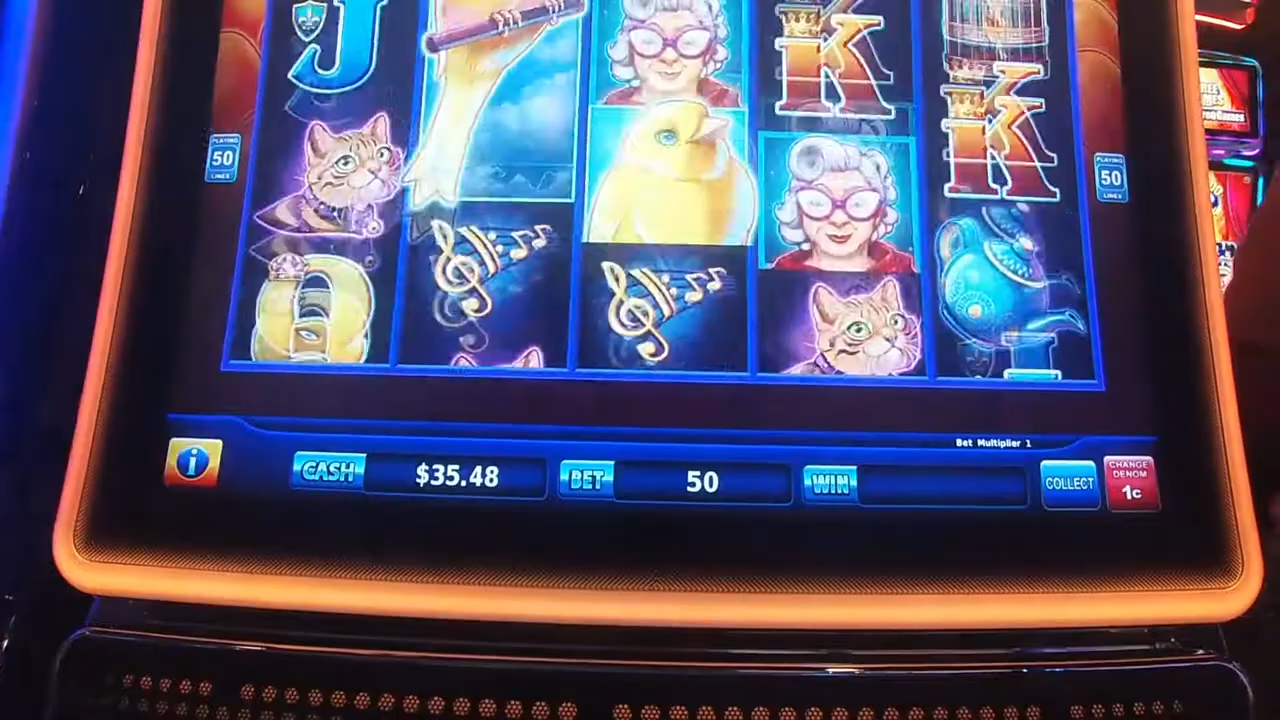 J
K
K
Q
PLAYING
50
LINES
PLAYING
50
LINES
Bet Multiplier 1
CASH
$35.48
BET
50
WIN
COLLECT
CHANGE
DENOM
1c
i